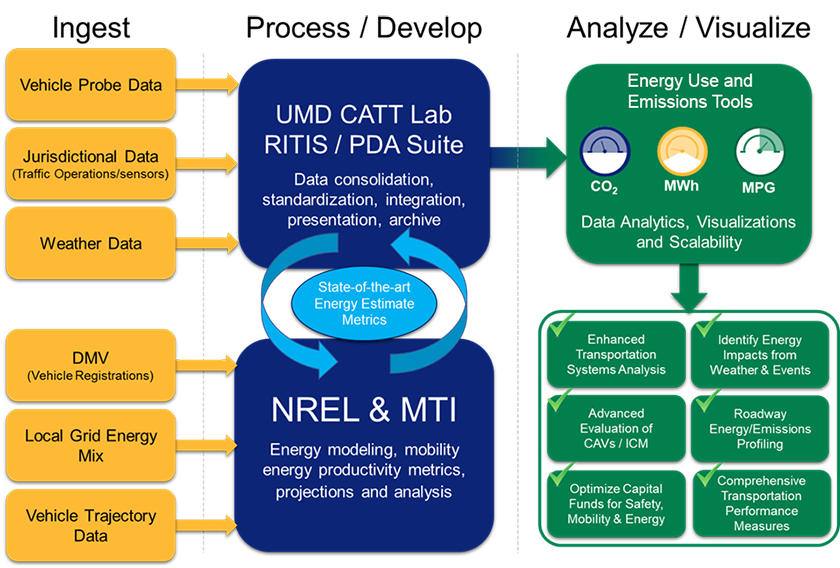 Ingest
Process / Develop
Analyze / Visualize
Vehicle Probe Data
Jurisdictional Data
(Traffic Operations/sensors)
Weather Data
DMV
(Vehicle Registrations)
Local Grid Energy
Mix
Vehicle Trajectory
Data
UMD CATT Lab
RITIS / PDA Suite
Data consolidation,
standardization, integration,
presentation, archive
State-of-the-art
Energy Estimate
Metrics
NREL & MTI
Energy modeling, mobility
energy productivity metrics,
projections and analysis
Energy Use and
Emissions Tools
CO₂
MWh
MPG
Data Analytics, Visualizations
and Scalability
Enhanced
Transportation
Systems Analysis
Identify Energy
Impacts from
Weather & Events
Advanced
Evaluation of
CAVs / ICM
Roadway
Energy/Emissions
Profiling
Optimize Capital
Funds for Safety,
Mobility & Energy
Comprehensive
Transportation
Performance
Measures